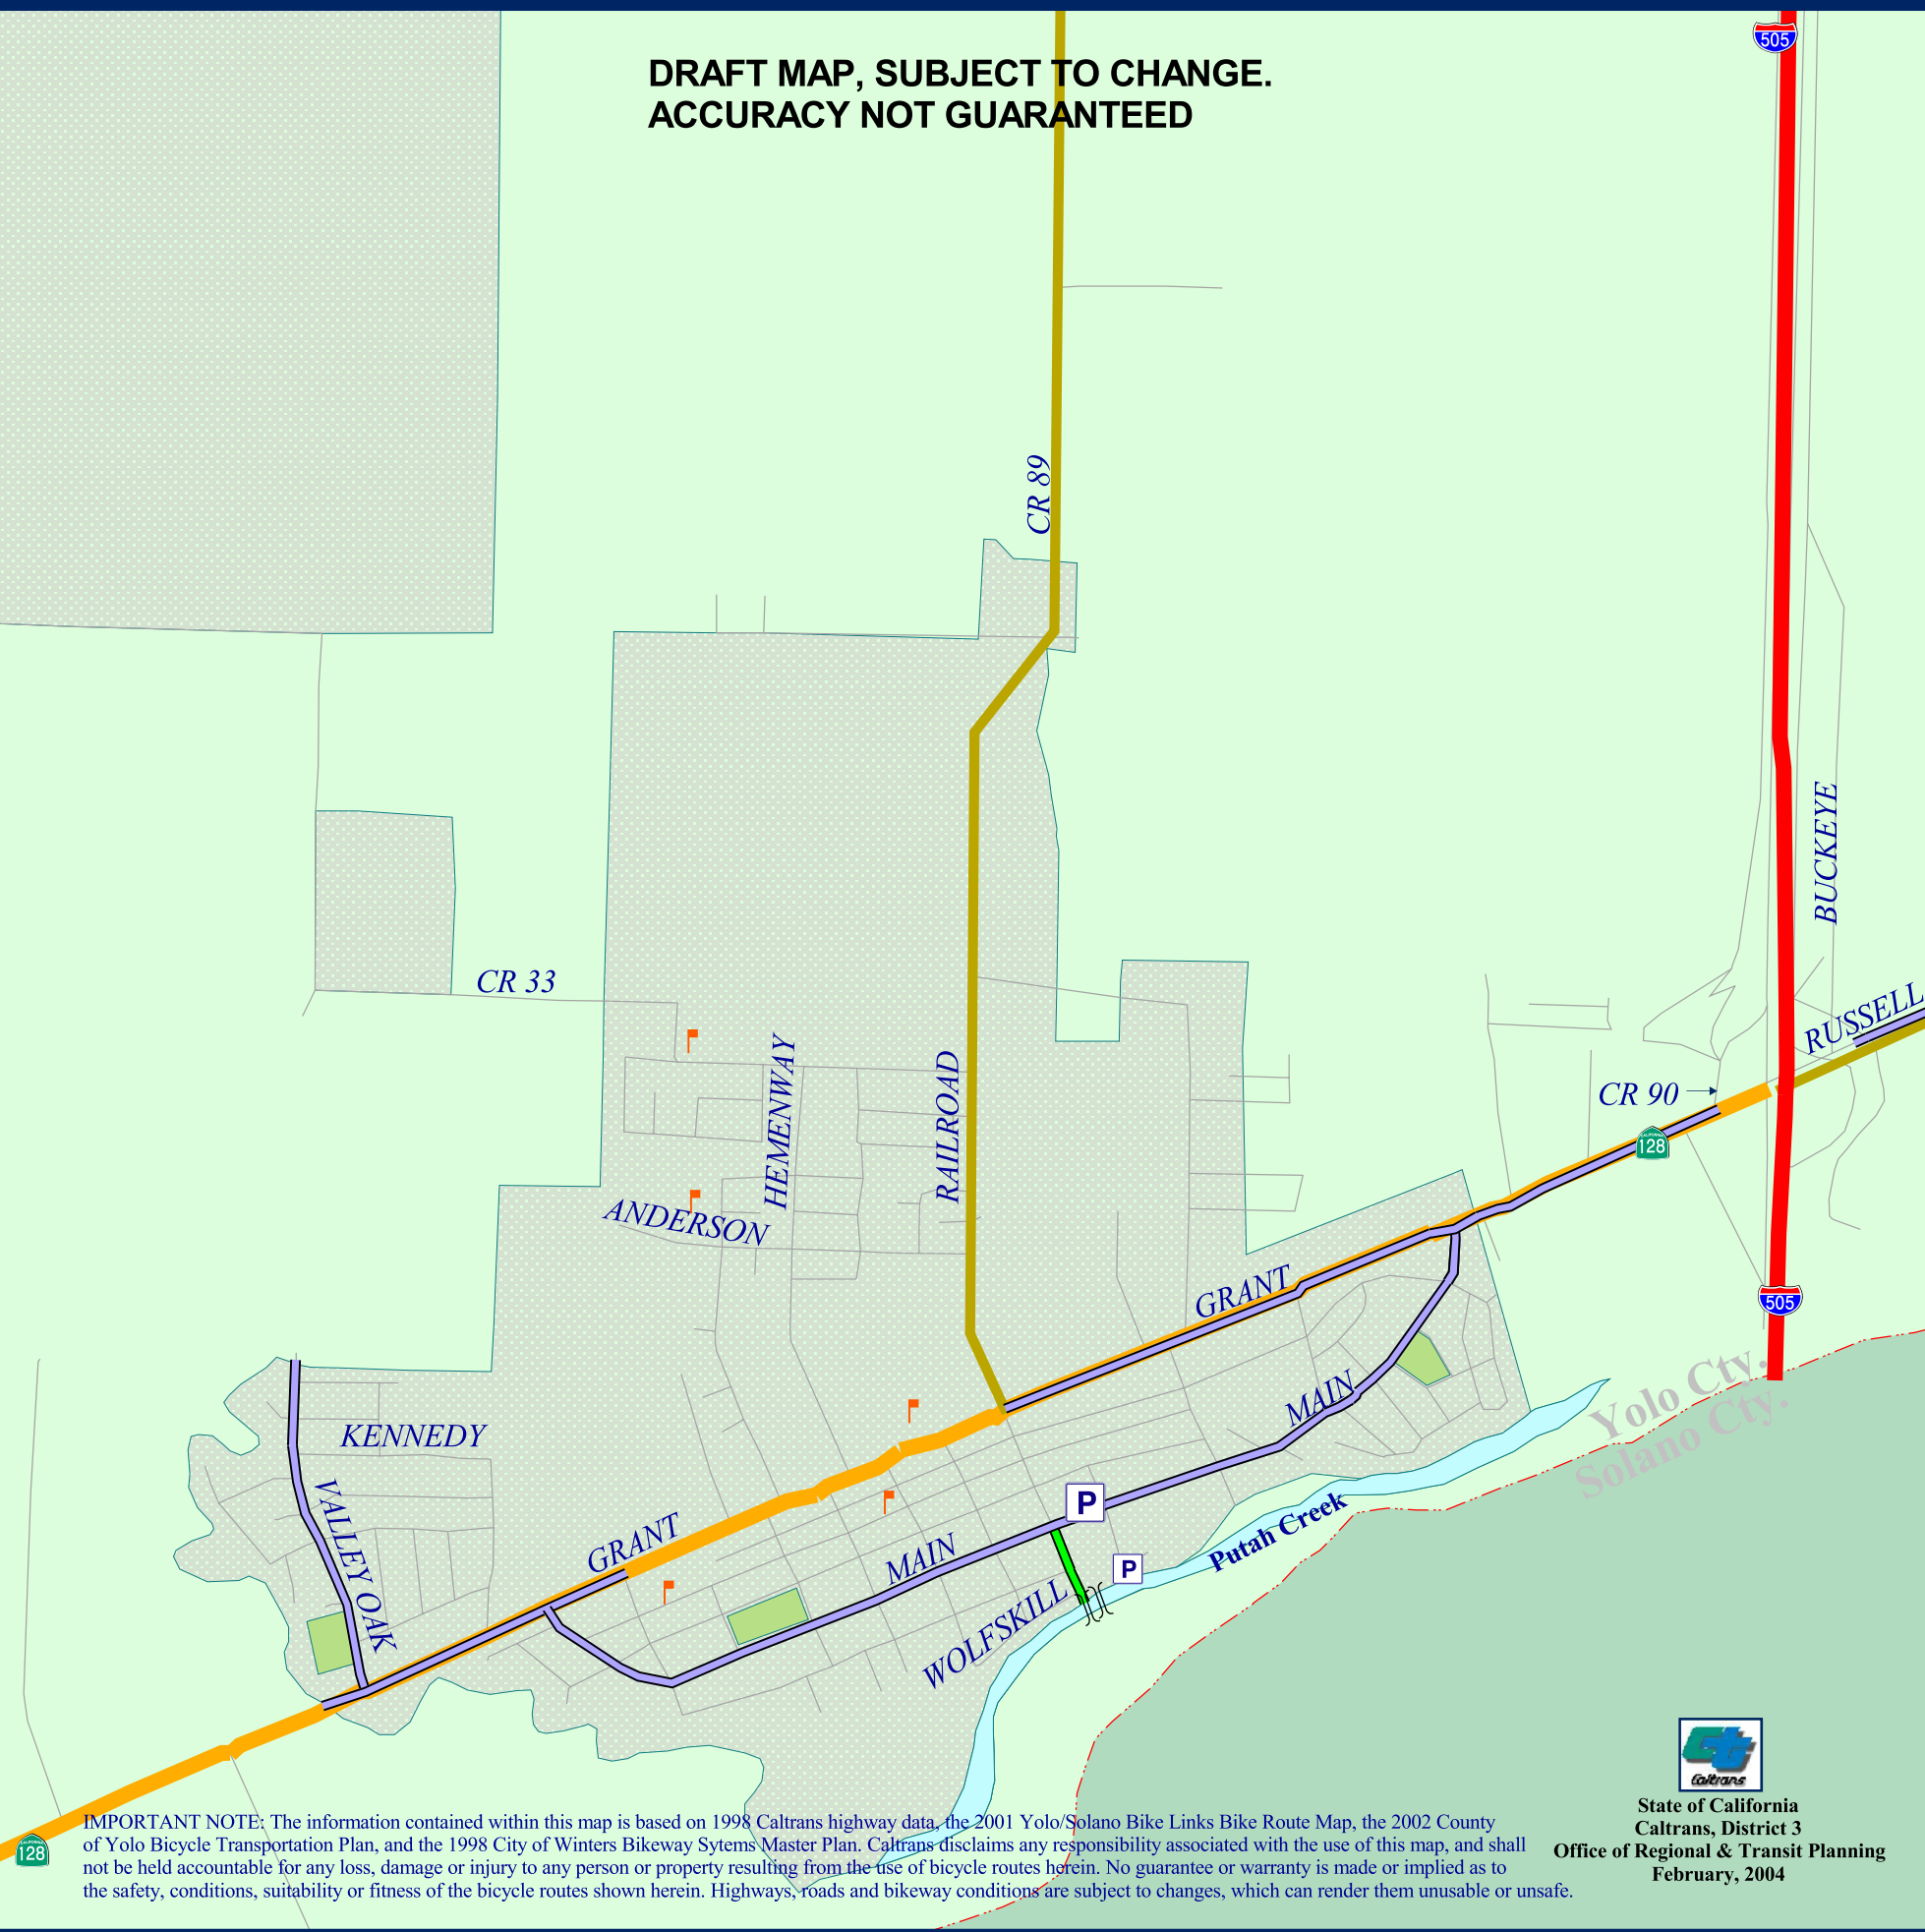 505
DRAFT MAP, SUBJECT TO CHANGE.
ACCURACY NOT GUARANTEED
CR 89
BUCKEYE
CR 33
RUSSELL
HEMENWAY
RAILROAD
CR 90
CALIFORNIA
128
ANDERSON
GRANT
505
Yolo Cty.
Solano Cty.
MAIN
KENNEDY
VALLEY OAK
P
GRANT
MAIN
Putah Creek
P
WOLFSKILL
Caltrans
State of California
Caltrans, District 3
Office of Regional & Transit Planning
February, 2004
CALIFORNIA
128
IMPORTANT NOTE: The information contained within this map is based on 1998 Caltrans highway data, the 2001 Yolo/Solano Bike Links Bike Route Map, the 2002 County
of Yolo Bicycle Transportation Plan, and the 1998 City of Winters Bikeway Sytems Master Plan. Caltrans disclaims any responsibility associated with the use of this map, and shall
not be held accountable for any loss, damage or injury to any person or property resulting from the use of bicycle routes herein. No guarantee or warranty is made or implied as to
the safety, conditions, suitability or fitness of the bicycle routes shown herein. Highways, roads and bikeway conditions are subject to changes, which can render them unusable or unsafe.